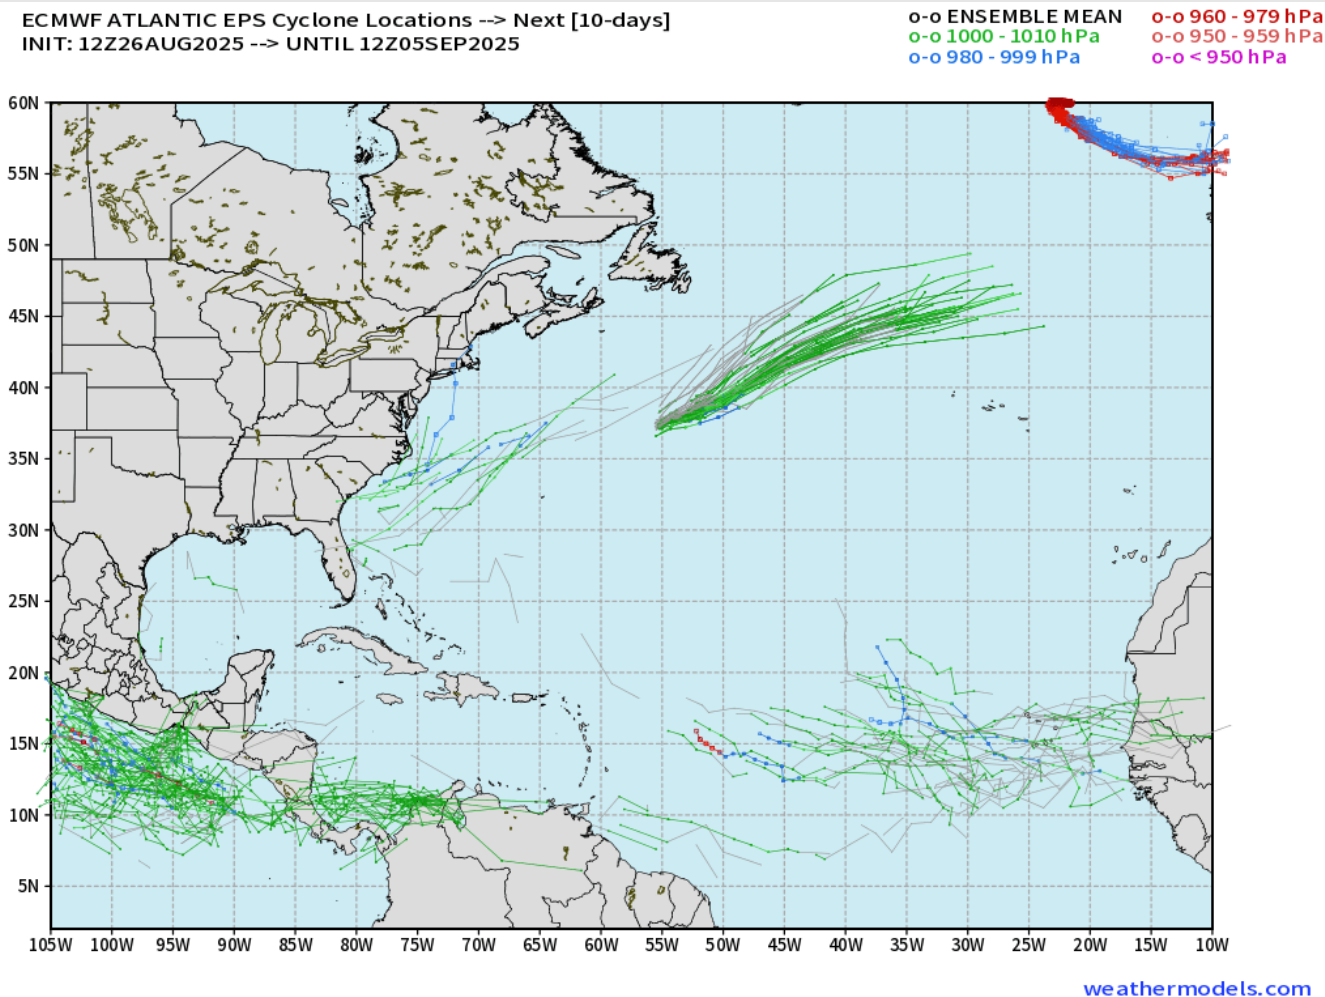 ECMWF ATLANTIC EPS Cyclone Locations --> Next [10-days]
INIT: 12Z26AUG2025 --> UNTIL 12Z05SEP2025
o-o ENSEMBLE MEAN
o-o 1000 - 1010 hPa
o-o 980 - 999 hPa
o-o 960 - 979 hPa
o-o 950 - 959 hPa
o-o < 950 hPa
60N
55N
50N
45N
40N
35N
30N
25N
20N
15N
10N
5N
105W 100W 95W 90W 85W 80W 75W 70W 65W 60W 55W 50W 45W 40W 35W 30W 25W 20W 15W 10W
weathermodels.com